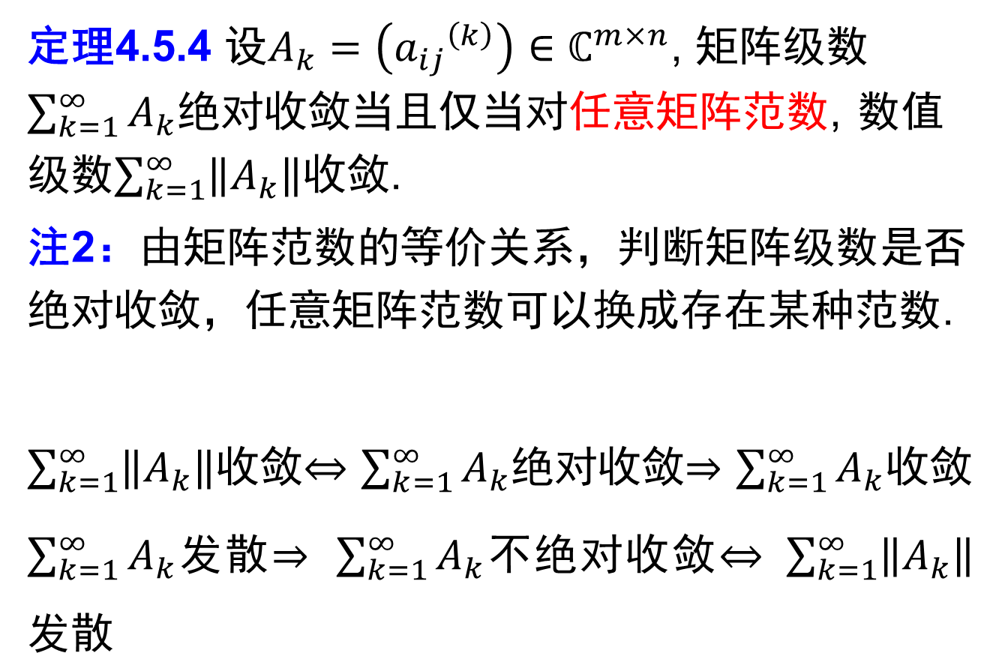 定理4.5.4 设$A_k = \left(a_{ij}{}^{(k)}\right) \in \mathbb{C}^{m \times n}$, 矩阵级数
$\sum_{k=1}^{\infty} A_k$绝对收敛当且仅当对任意矩阵范数, 数值
级数$\sum_{k=1}^{\infty} \|A_k\|$收敛.
注2：由矩阵范数的等价关系，判断矩阵级数是否
绝对收敛，任意矩阵范数可以换成存在某种范数.
$\sum_{k=1}^{\infty} \|A_k\|$收敛⇔ $\sum_{k=1}^{\infty} A_k$绝对收敛⇒ $\sum_{k=1}^{\infty} A_k$收敛
$\sum_{k=1}^{\infty} A_k$发散⇒ $\sum_{k=1}^{\infty} A_k$不绝对收敛⇔ $\sum_{k=1}^{\infty} \|A_k\|$
发散